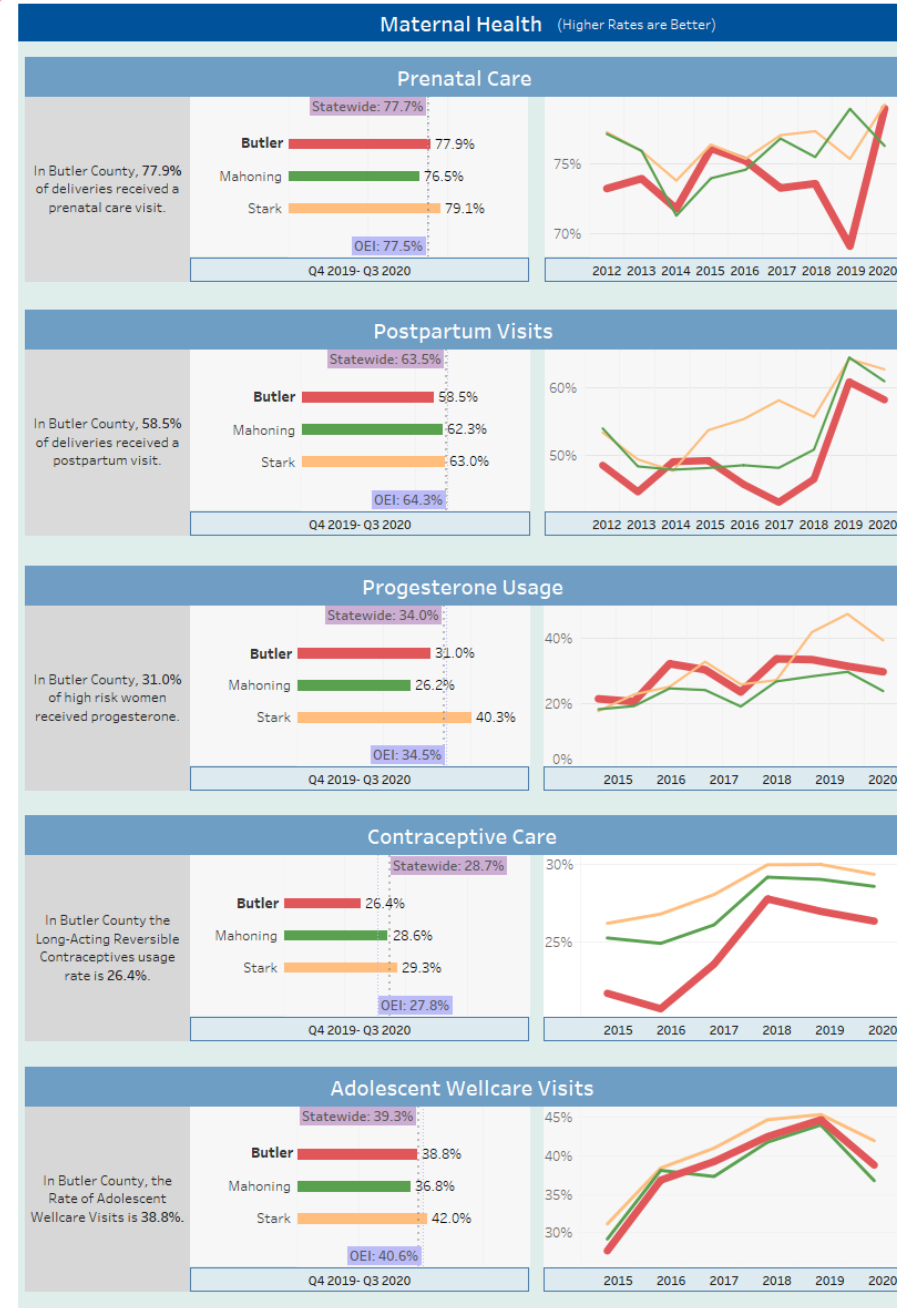 Maternal Health (Higher Rates are Better)
Prenatal Care
In Butler County, 77.9%
of deliveries received a
prenatal care visit.
Statewide: 77.7%
Butler 77.9%
Mahoning 76.5%
Stark 79.1%
OEI: 77.5%
Q4 2019- Q3 2020
75%
70%
2012 2013 2014 2015 2016 2017 2018 2019 2020
Postpartum Visits
In Butler County, 58.5%
of deliveries received a
postpartum visit.
Statewide: 63.5%
Butler 58.5%
Mahoning 62.3%
Stark 63.0%
OEI: 64.3%
Q4 2019- Q3 2020
60%
50%
2012 2013 2014 2015 2016 2017 2018 2019 2020
Progesterone Usage
In Butler County, 31.0%
of high risk women
received progesterone.
Statewide: 34.0%
Butler 31.0%
Mahoning 26.2%
Stark 40.3%
OEI: 34.5%
Q4 2019- Q3 2020
40%
20%
0%
2015 2016 2017 2018 2019 2020
Contraceptive Care
In Butler County the
Long-Acting Reversible
Contraceptives usage
rate is 26.4%.
Statewide: 28.7%
Butler 26.4%
Mahoning 28.6%
Stark 29.3%
OEI: 27.8%
Q4 2019- Q3 2020
30%
25%
2015 2016 2017 2018 2019 2020
Adolescent Wellcare Visits
In Butler County, the
Rate of Adolescent
Wellcare Visits is 38.8%.
Statewide: 39.3%
Butler 38.8%
Mahoning 36.8%
Stark 42.0%
OEI: 40.6%
Q4 2019- Q3 2020
45%
40%
35%
30%
2015 2016 2017 2018 2019 2020